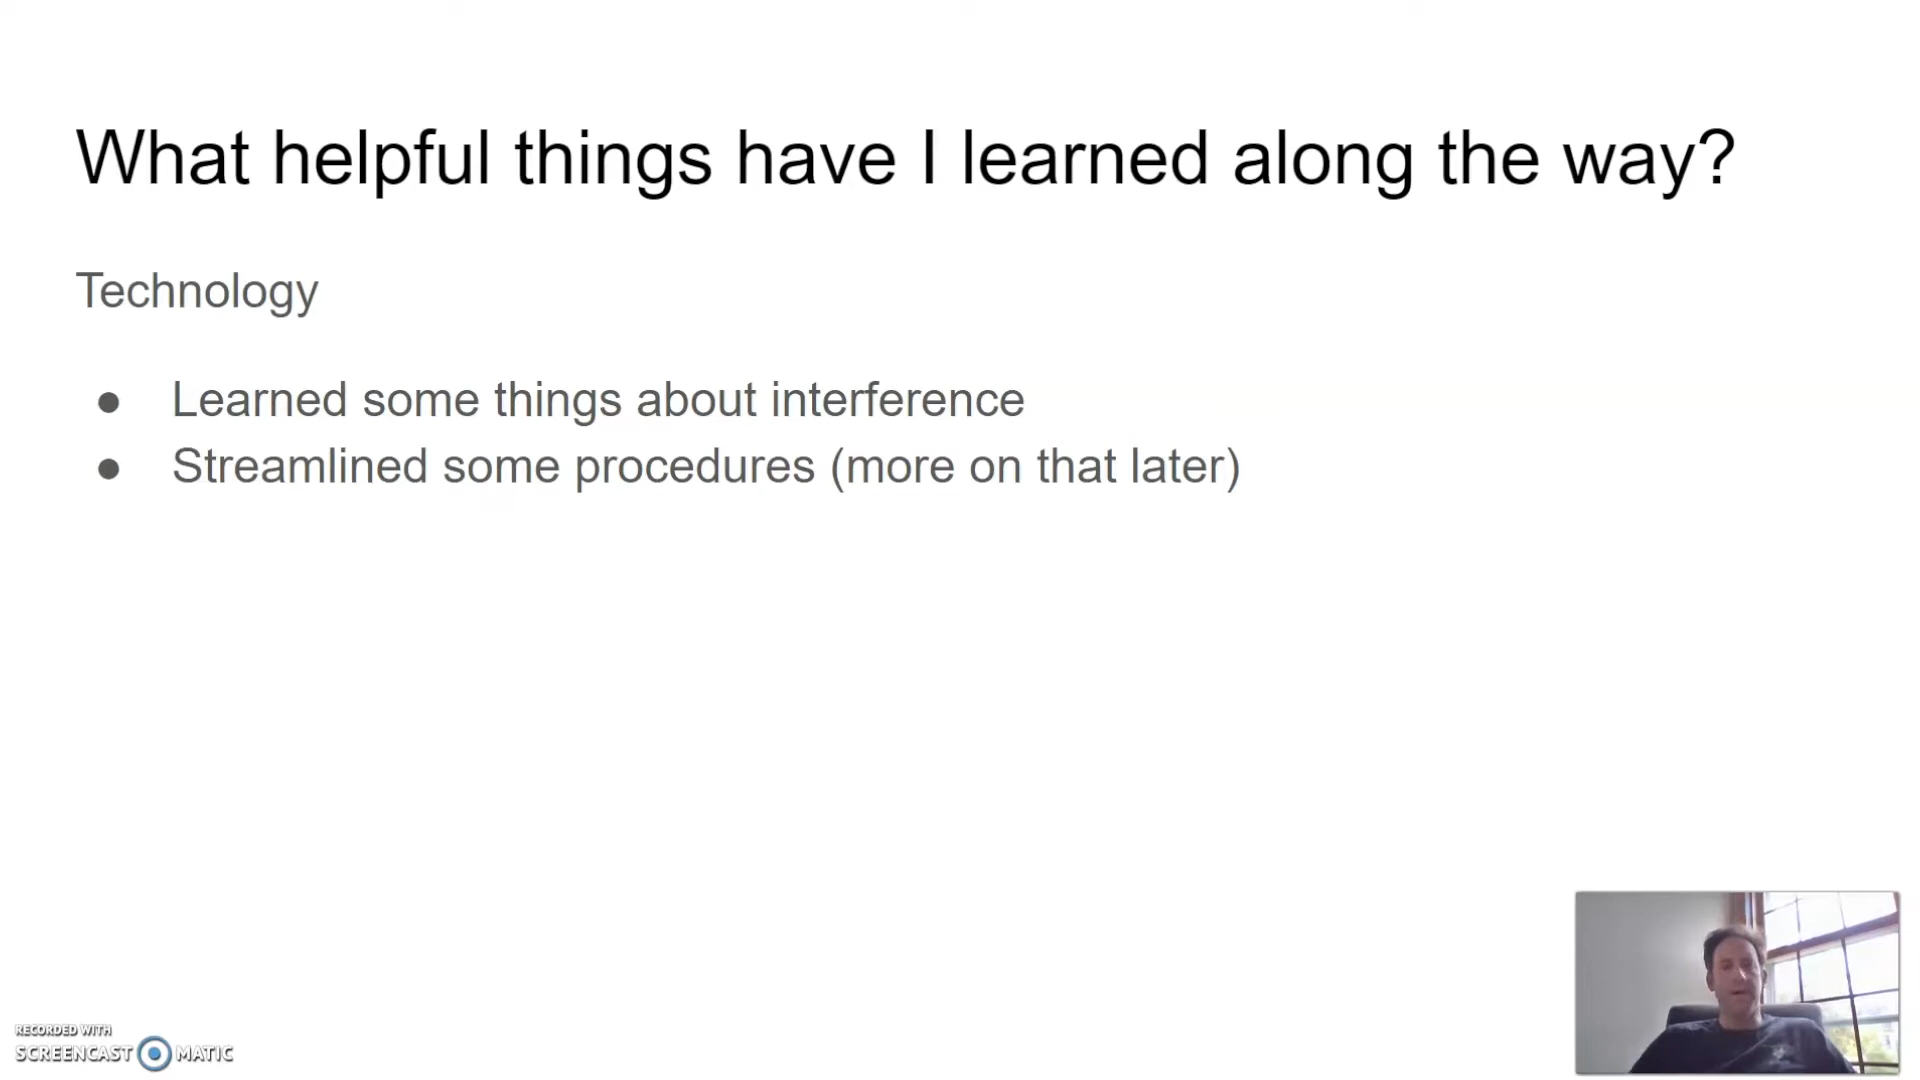 What helpful things have I learned along the way?
Technology
● Learned some things about interference
● Streamlined some procedures (more on that later)
RECORDED WITH
SCREENCAST MATIC